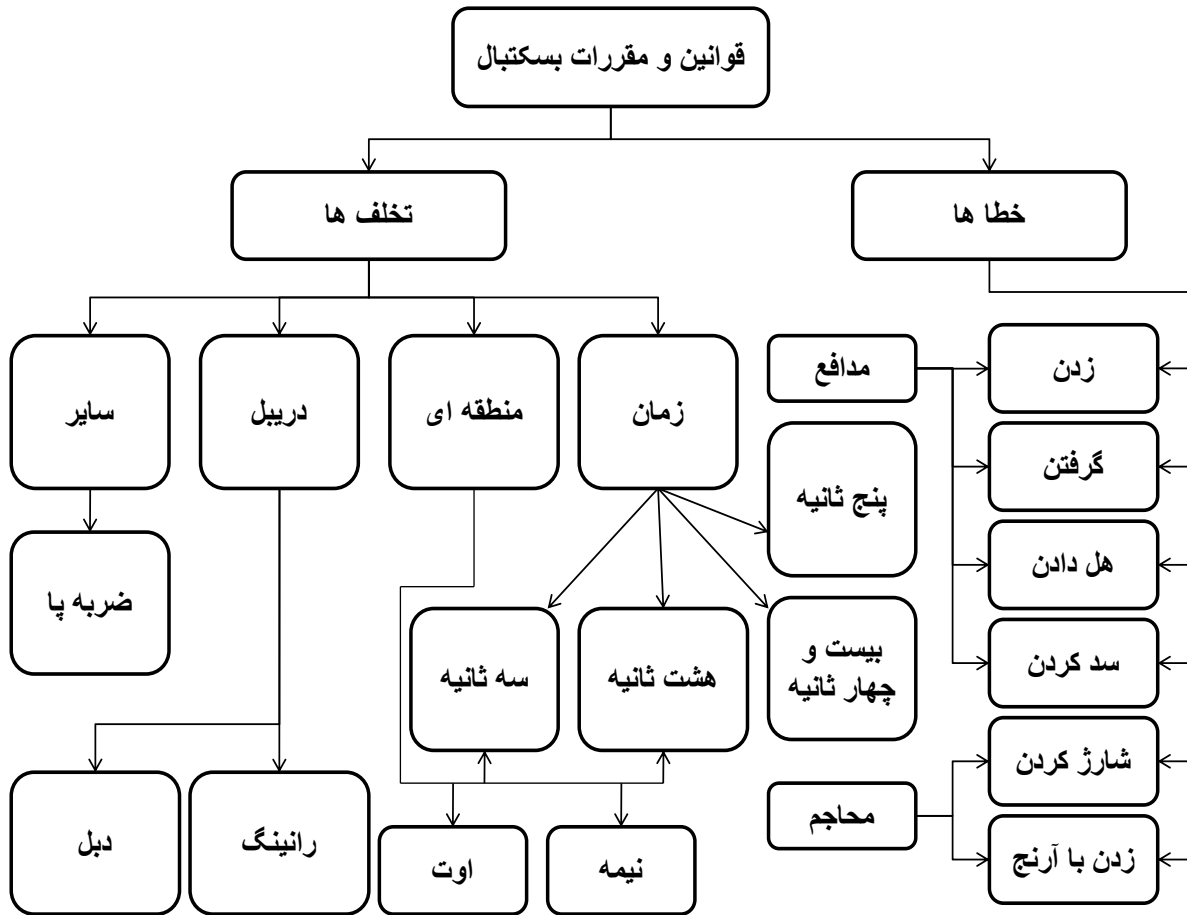 قوانین و مقررات بسکتبال
خطا ها
تخلف ها
زدن
مدافع
زمان
منطقه ای
دریبل
سایر
گرفتن
پنج ثانیه
هل دادن
ضربه پا
سد کردن
بیست و
چهار ثانیه
هشت ثانیه
سه ثانیه
شارژ کردن
محاجم
زدن با آرنج
نیمه
اوت
رانینگ
دبل